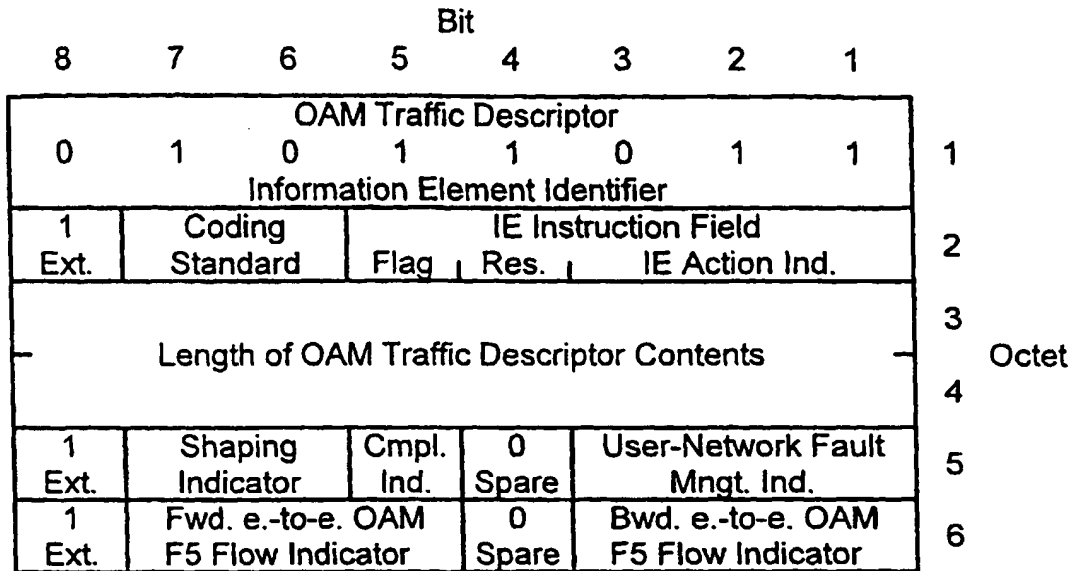 Bit
8 7 6 5 4 3 2 1
OAM Traffic Descriptor
0 1 0 1 1 0 1 1 1
Information Element Identifier
1 Coding IE Instruction Field
Ext. Standard Flag Res. IE Action Ind. 2
3
Length of OAM Traffic Descriptor Contents Octet
4
1 Shaping Cmpl. 0 User-Network Fault
Ext. Indicator Ind. Spare Mngt. Ind. 5
1 Fwd. e.-to-e. OAM 0 Bwd. e.-to-e. OAM
Ext. F5 Flow Indicator Spare F5 Flow Indicator 6